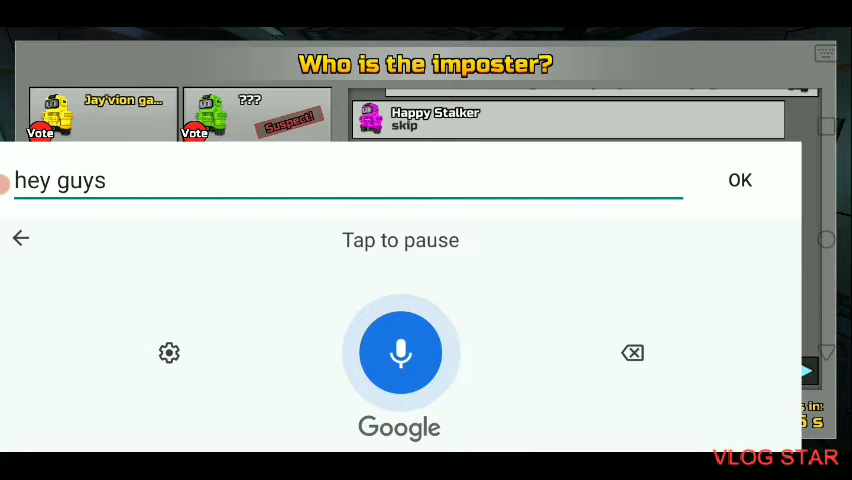 Who is the imposter?
Jay'vion ga...
???
Vote
Vote
Suspect!
Happy Stalker
skip
hey guys
OK
Tap to pause
Google
s in:
s
VLOG STAR